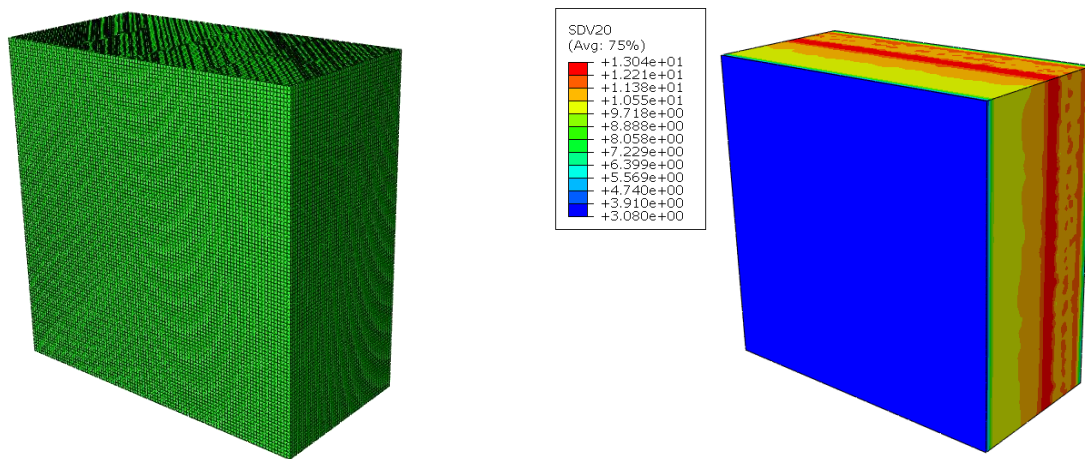 SDV20
(Avg: 75%)
+1.304e+01
+1.221e+01
+1.138e+01
+1.055e+01
+9.718e+00
+8.888e+00
+8.058e+00
+7.229e+00
+6.399e+00
+5.569e+00
+4.740e+00
+3.910e+00
+3.080e+00